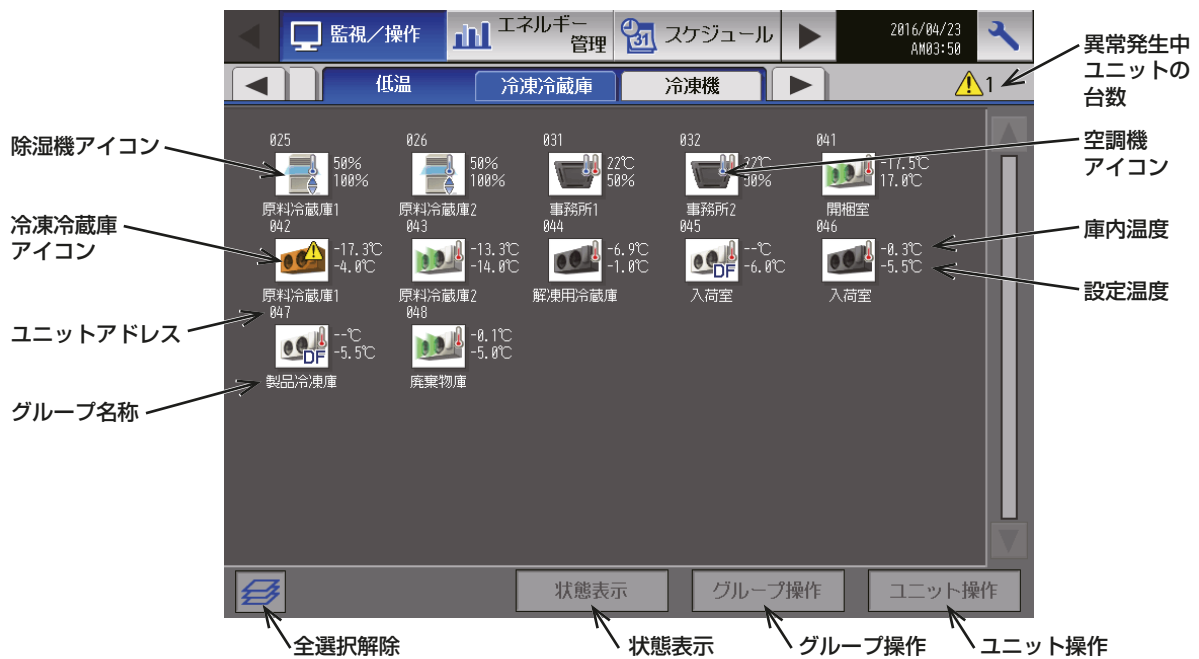 監視／操作
エネルギー
管理
31
スケジュール
2016/04/23
AM03:50
低温
冷凍冷蔵庫
冷凍機
1
異常発生中
ユニットの
台数
除湿機アイコン
空調機
アイコン
冷凍冷蔵庫
アイコン
庫内温度
設定温度
ユニットアドレス
グループ名称
025
50%
100%
原料冷蔵庫1
026
50%
100%
原料冷蔵庫2
031
22℃
50%
事務所1
032
22℃
50%
事務所2
041
-17.5℃
17.0℃
開梱室
042
-17.3℃
-4.0℃
原料冷蔵庫1
043
-13.3℃
-14.0℃
原料冷蔵庫2
044
-6.9℃
-1.0℃
解凍用冷蔵庫
045
DF
--℃
-6.0℃
入荷室
046
-0.3℃
-5.5℃
入荷室
047
DF
--℃
-5.5℃
製品冷凍庫
048
-0.1℃
-5.0℃
廃棄物庫
状態表示
グループ操作
ユニット操作
全選択解除
状態表示
グループ操作
ユニット操作